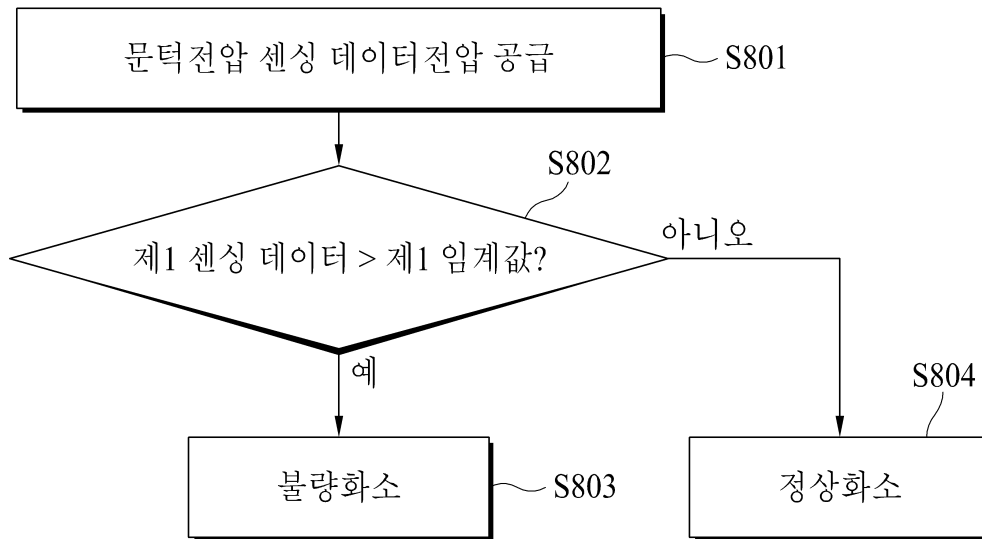 문턱전압 센싱 데이터전압 공급
S801
S802
제1 센싱 데이터 > 제1 임계값?
아니오
예
S804
불량화소
S803
정상화소